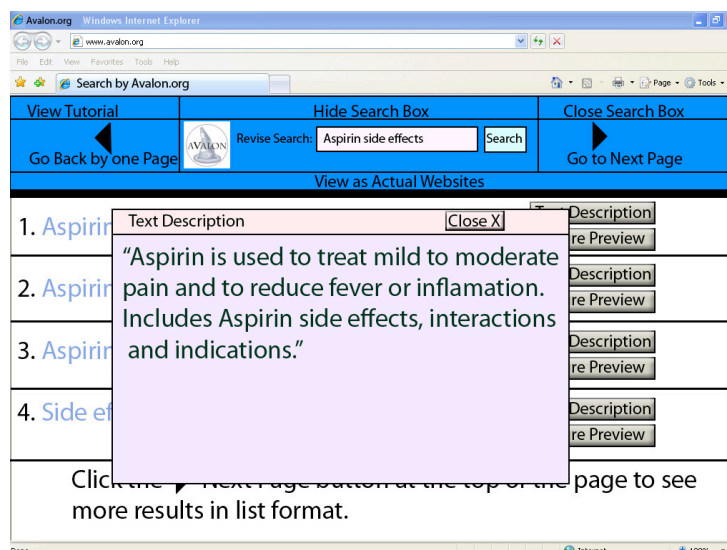 Avalon.org Windows Internet Explorer
www.avalon.org
File Edit View Favorites Tools Help
Search by Avalon.org
Page Tools
View Tutorial Hide Search Box Close Search Box
AVALON Revise Search: Aspirin side effects Search
Go Back by one Page Go to Next Page
View as Actual Websites
Text Description Close X
Description
1. Aspirin
re Preview
“Aspirin is used to treat mild to moderate
pain and to reduce fever or inflamation.
Includes Aspirin side effects, interactions
and indications.”
Description
2. Aspirin
re Preview
Description
3. Aspirin
re Preview
Description
4. Side ef
re Preview
Click the Next Page button at the top of the page to see
more results in list format.